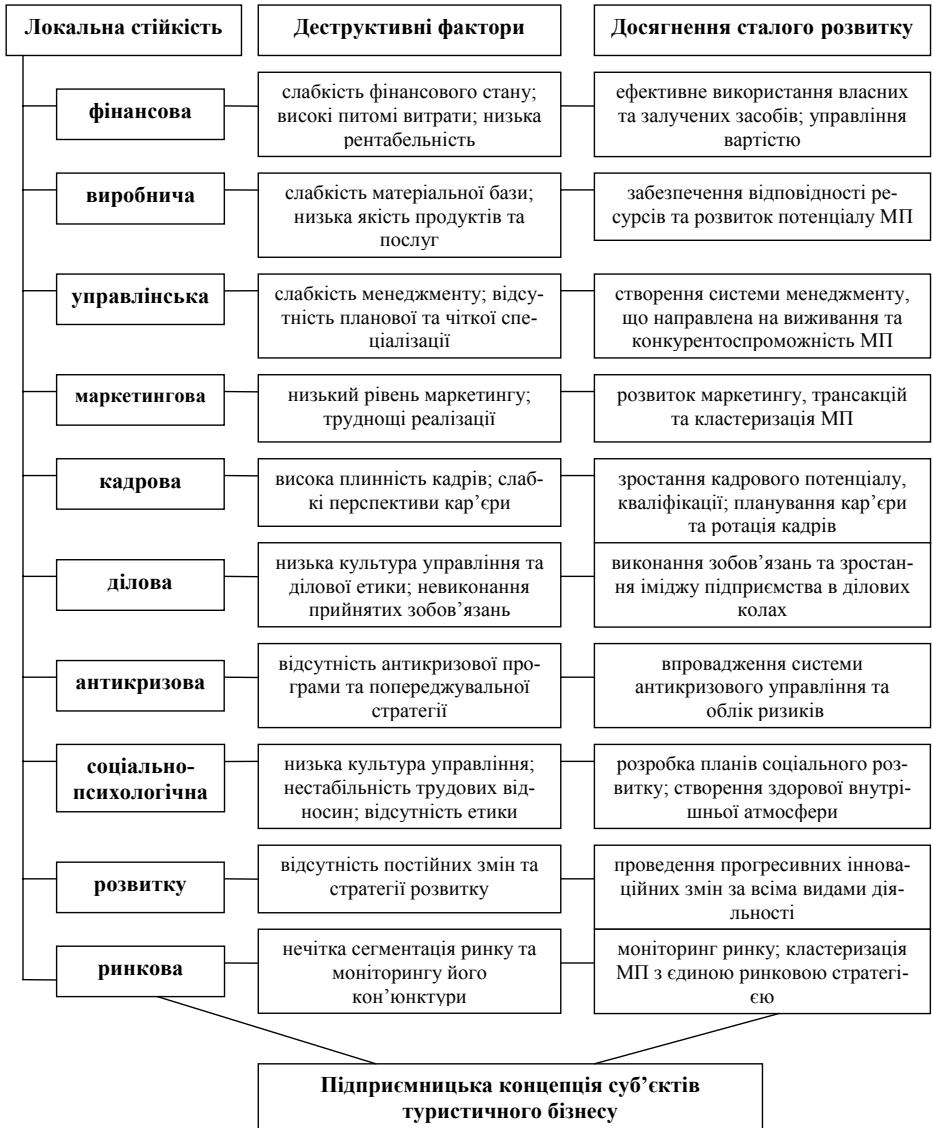 Локальна стійкість
Деструктивні фактори
Досягнення сталого розвитку
фінансова
слабкість фінансового стану;
високі питомі витрати; низька
рентабельність
ефективне використання власних
та залучених засобів; управління
вартістю
виробнича
слабкість матеріальної бази;
низька якість продуктів та
послуг
забезпечення відповідності ре-
сурсів та розвиток потенціалу МП
управлінська
слабкість менеджменту; відсу-
тність планової та чіткої спе-
ціалізації
створення системи менеджменту,
що направлена на виживання та
конкурентоспроможність МП
маркетингова
низький рівень маркетингу;
труднощі реалізації
розвиток маркетингу, трансакцій
та кластеризація МП
кадрова
висока плинність кадрів; слаб-
кі перспективи кар’єри
зростання кадрового потенціалу,
кваліфікації; планування кар’єри
та ротація кадрів
ділова
низька культура управління та
ділової етики; невиконання
прийнятих зобов’язань
виконання зобов’язань та зростан-
ня іміджу підприємства в ділових
колах
антикризова
відсутність антикризової про-
грами та попереджувальної
стратегії
впровадження системи
антикризового управління та
облік ризиків
соціально-
психологічна
низька культура управління;
нестабільність трудових від-
носин; відсутність етики
розробка планів соціального роз-
витку; створення здорової внутрі-
шньої атмосфери
розвитку
відсутність постійних змін та
стратегії розвитку
проведення прогресивних іннова-
ційних змін за всіма видами дія-
льності
ринкова
нечітка сегментація ринку та
моніторингу його
кон’юнктури
моніторинг ринку; кластеризація
МП з єдиною ринковою стратегі-
єю
Підприємницька концепція суб’єктів
туристичного бізнесу